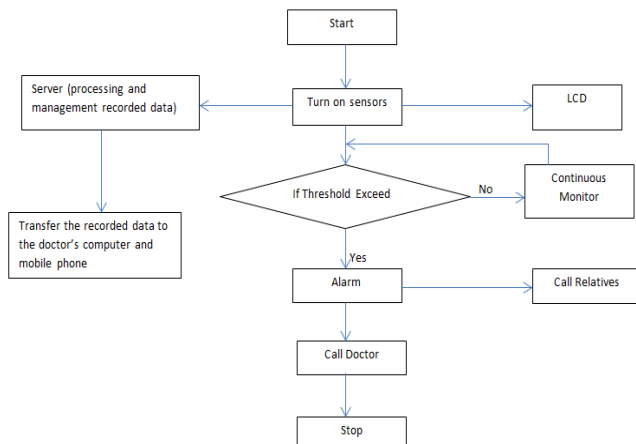 Start
Server (processing and
management recorded data)
Turn on sensors
LCD
If Threshold Exceed
No
Continuous
Monitor
Transfer the recorded data to
the doctor's computer and
mobile phone
Yes
Alarm
Call Relatives
Call Doctor
Stop